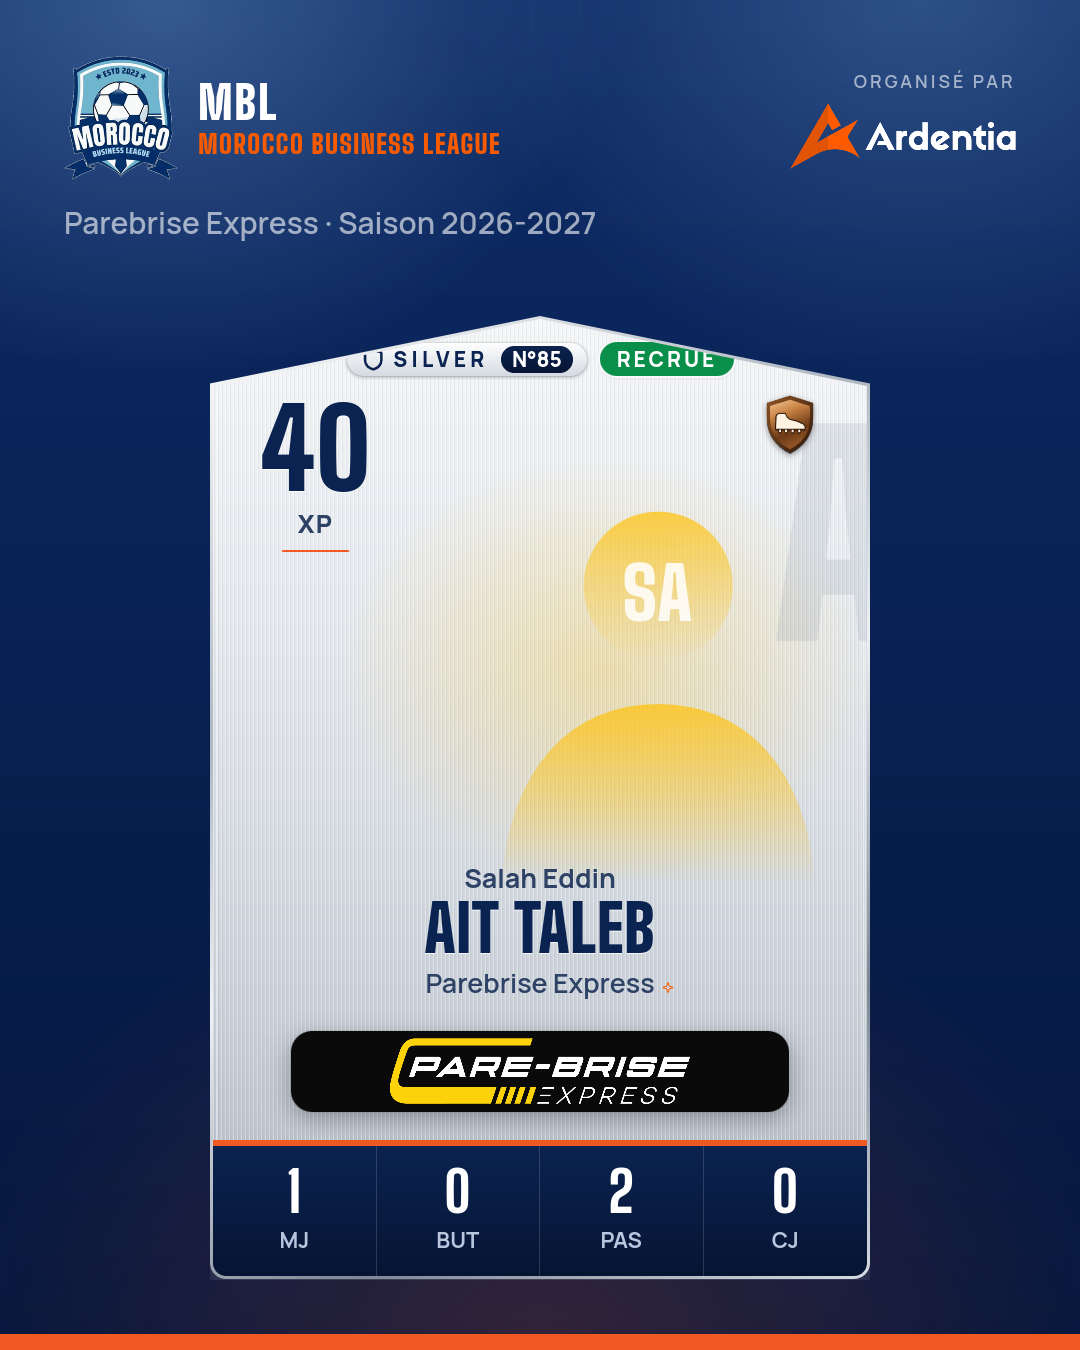 ★ ESTD 2023 ★
MOROCCO
BUSINESS LEAGUE
MBL
MOROCCO BUSINESS LEAGUE
ORGANISÉ PAR
Ardentia
Parebrise Express · Saison 2026-2027
SILVER N°85 RECRUE
40
XP
A
SA
Salah Eddin
AIT TALEB
Parebrise Express
PARE-BRISE
EXPRESS
1 0 2 0
MJ BUT PAS CJ